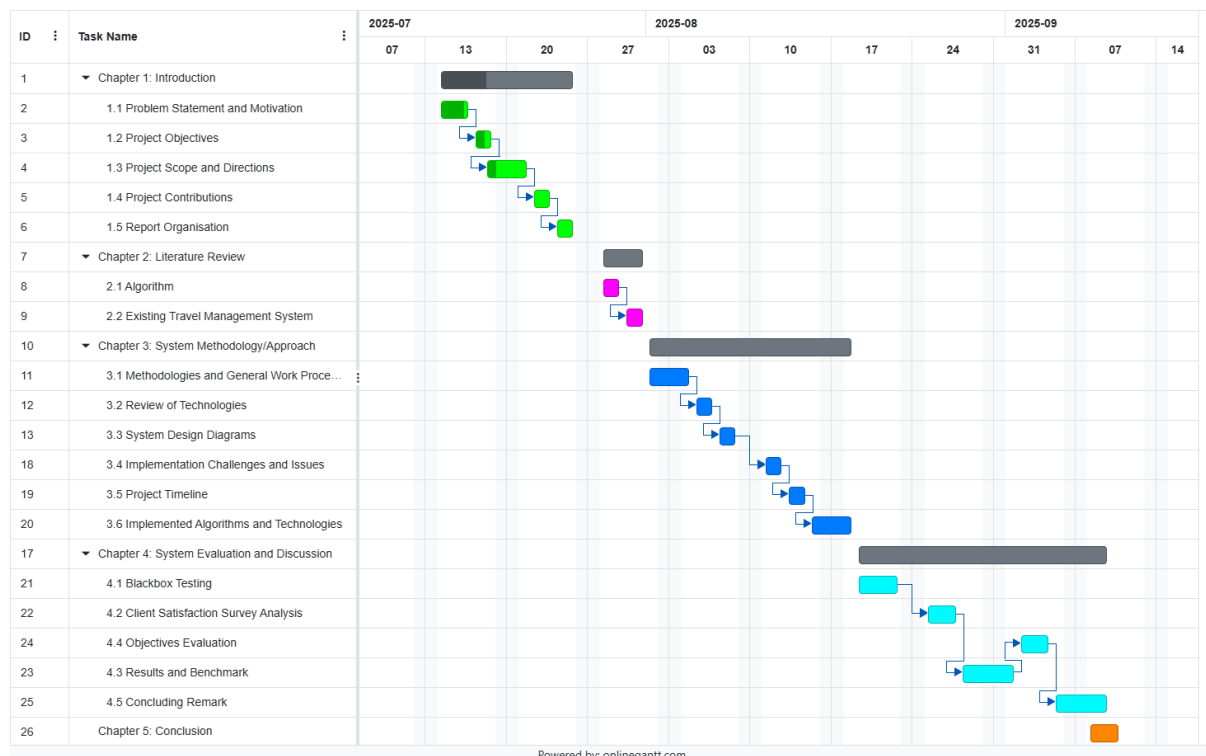 ID Task Name 2025-07 2025-08 2025-09
07 13 20 27 03 10 17 24 31 07 14
1 Chapter 1: Introduction
2 1.1 Problem Statement and Motivation
3 1.2 Project Objectives
4 1.3 Project Scope and Directions
5 1.4 Project Contributions
6 1.5 Report Organisation
7 Chapter 2: Literature Review
8 2.1 Algorithm
9 2.2 Existing Travel Management System
10 Chapter 3: System Methodology/Approach
11 3.1 Methodologies and General Work Proce...
12 3.2 Review of Technologies
13 3.3 System Design Diagrams
18 3.4 Implementation Challenges and Issues
19 3.5 Project Timeline
20 3.6 Implemented Algorithms and Technologies
17 Chapter 4: System Evaluation and Discussion
21 4.1 Blackbox Testing
22 4.2 Client Satisfaction Survey Analysis
24 4.4 Objectives Evaluation
23 4.3 Results and Benchmark
25 4.5 Concluding Remark
26 Chapter 5: Conclusion
Powered by: onlinegantt.com